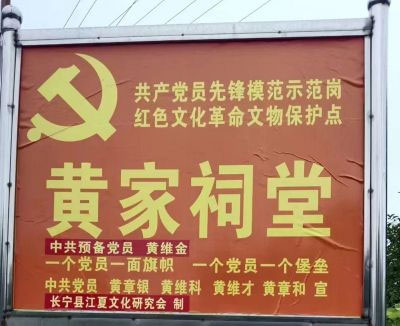 共产党员先锋模范示范岗
红色文化革命文物保护点
黄家祠堂
中共预备党员 黄维金
一个党员一面旗帜 一个党员一个堡垒
中共党员 黄章银 黄维科 黄维才 黄章和 宣
长宁县江夏文化研究会 制